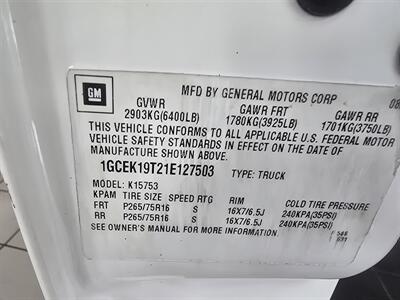 GM
MFD BY GENERAL MOTORS CORP 08
GVWR GAWR FRT GAWR RR
2903KG(6400LB) 1780KG(3925LB) 1701KG(3750LB)
THIS VEHICLE CONFORMS TO ALL APPLICABLE U.S. FEDERAL MOTOR
VEHICLE SAFETY STANDARDS IN EFFECT ON THE DATE OF
MANUFACTURE SHOWN ABOVE.
1GCEK19T21E127503 TYPE: TRUCK
MODEL: K15753
KPAM TIRE SIZE SPEED RTG RIM COLD TIRE PRESSURE
FRT P265/75R16 S 16X7/6.5J 240KPA(35PSI)
RR P265/75R16 S 16X7/6.5J 240KPA(35PSI)
SEE OWNER'S MANUAL FOR MORE INFORMATION.